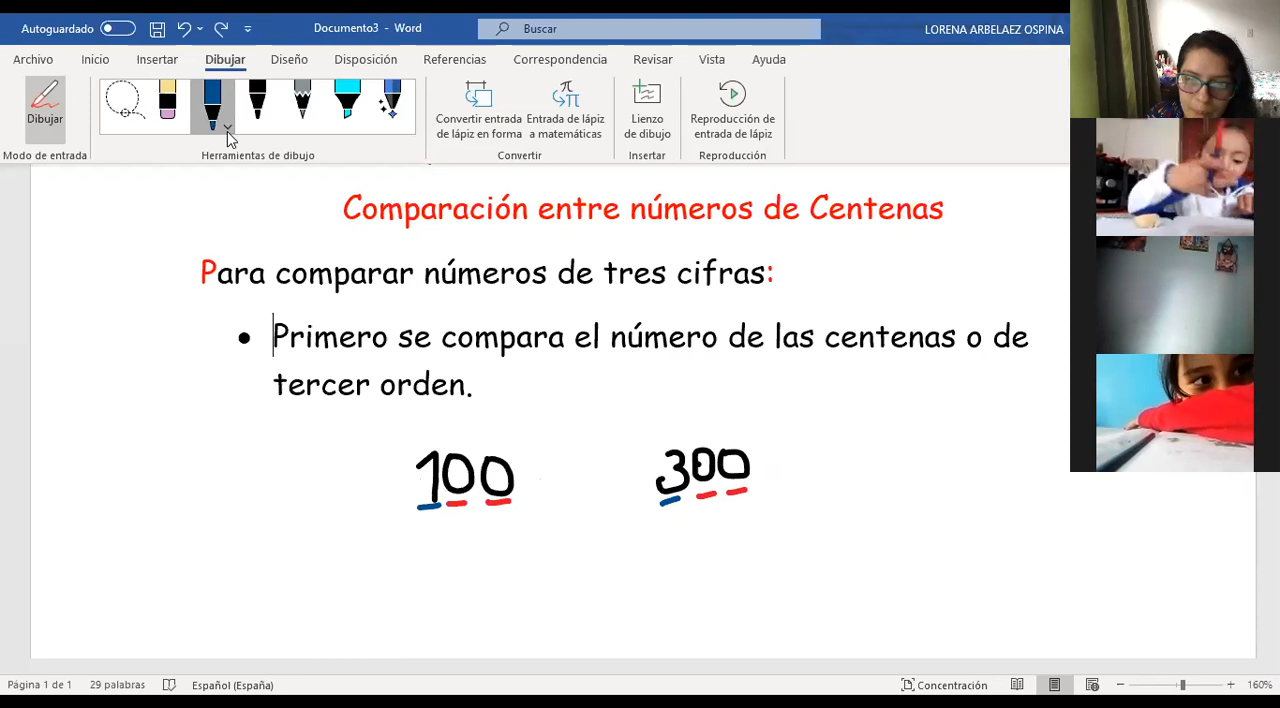 Autoguardado
Documento3 - Word
Buscar
LORENA ARBELAEZ OSPINA
Archivo Inicio Insertar Dibujar Diseño Disposición Referencias Correspondencia Revisar Vista Ayuda
Dibujar
Convertir entrada de lápiz en forma
Entrada de lápiz a matemáticas
Lienzo de dibujo
Reproducción de entrada de lápiz
Modo de entrada Herramientas de dibujo Convertir Insertar Reproducción
Comparación entre números de Centenas
Para comparar números de tres cifras:
• Primero se compara el número de las centenas o de
tercer orden.
100 300
Página 1 de 1 29 palabras Español (España) Concentración 160%